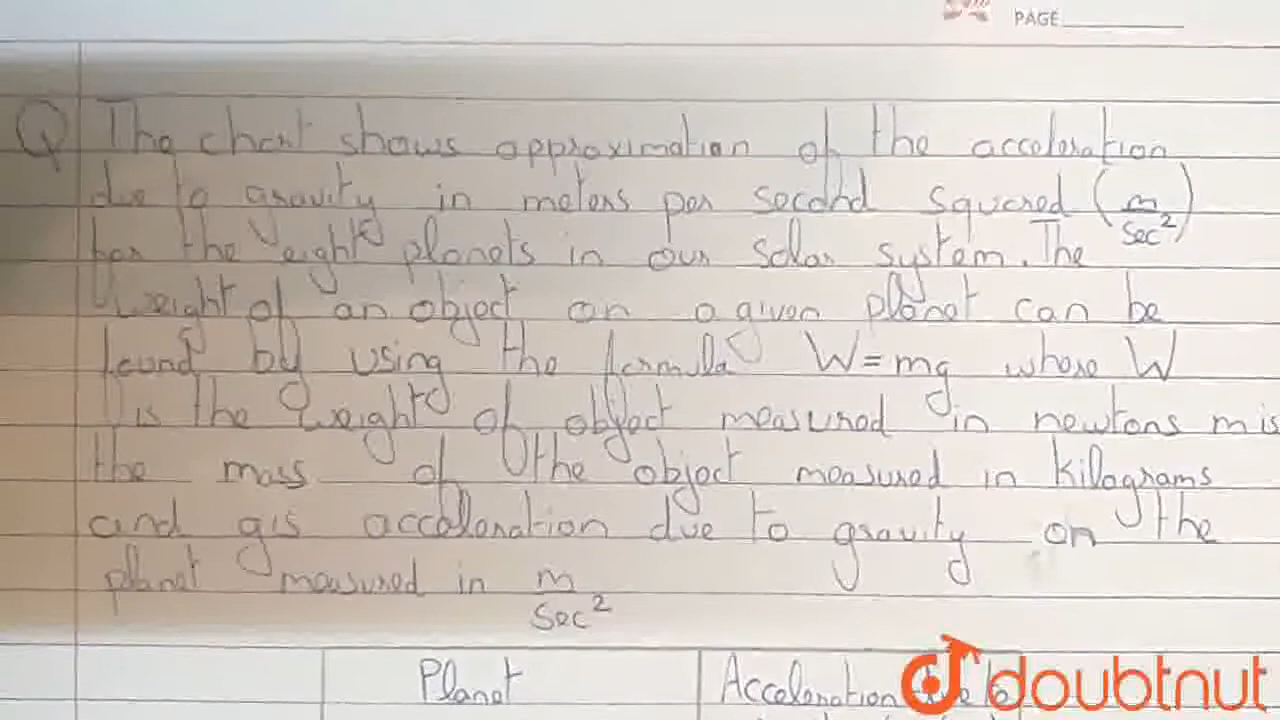 PAGE
Q The chart shows approximation of the acceleration
due to gravity in meters per second squared (m/sec²)
for the eight planets in our solar system. The
weight of an object on a given planet can be
found by using the formula W=mg where W
is the weight of object measured in newtons m is
the mass of the object measured in kilograms
and g is acceleration due to gravity on the
planet measured in m/sec²
Planet Acceleration due to
doubtnut